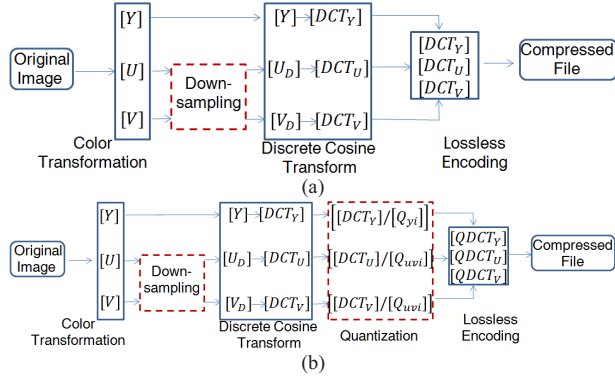 Original
Image
[Y]
[U]
[V]
Color
Transformation
Down-
sampling
[Y] [DCT_Y]
[U_D] [DCT_U]
[V_D] [DCT_V]
Discrete Cosine
Transform
[DCT_Y]
[DCT_U]
[DCT_V]
Lossless
Encoding
Compressed
File
(a)
Original
Image
[Y]
[U]
[V]
Color
Transformation
Down-
sampling
[Y] [DCT_Y]
[U_D] [DCT_U]
[V_D] [DCT_V]
Discrete Cosine
Transform
[[DCT_Y]/[Q_yi]]
[[DCT_U]/[Q_uvi]]
[[DCT_V]/[Q_uvi]]
Quantization
[QDCT_Y]
[QDCT_U]
[QDCT_V]
Lossless
Encoding
Compressed
File
(b)